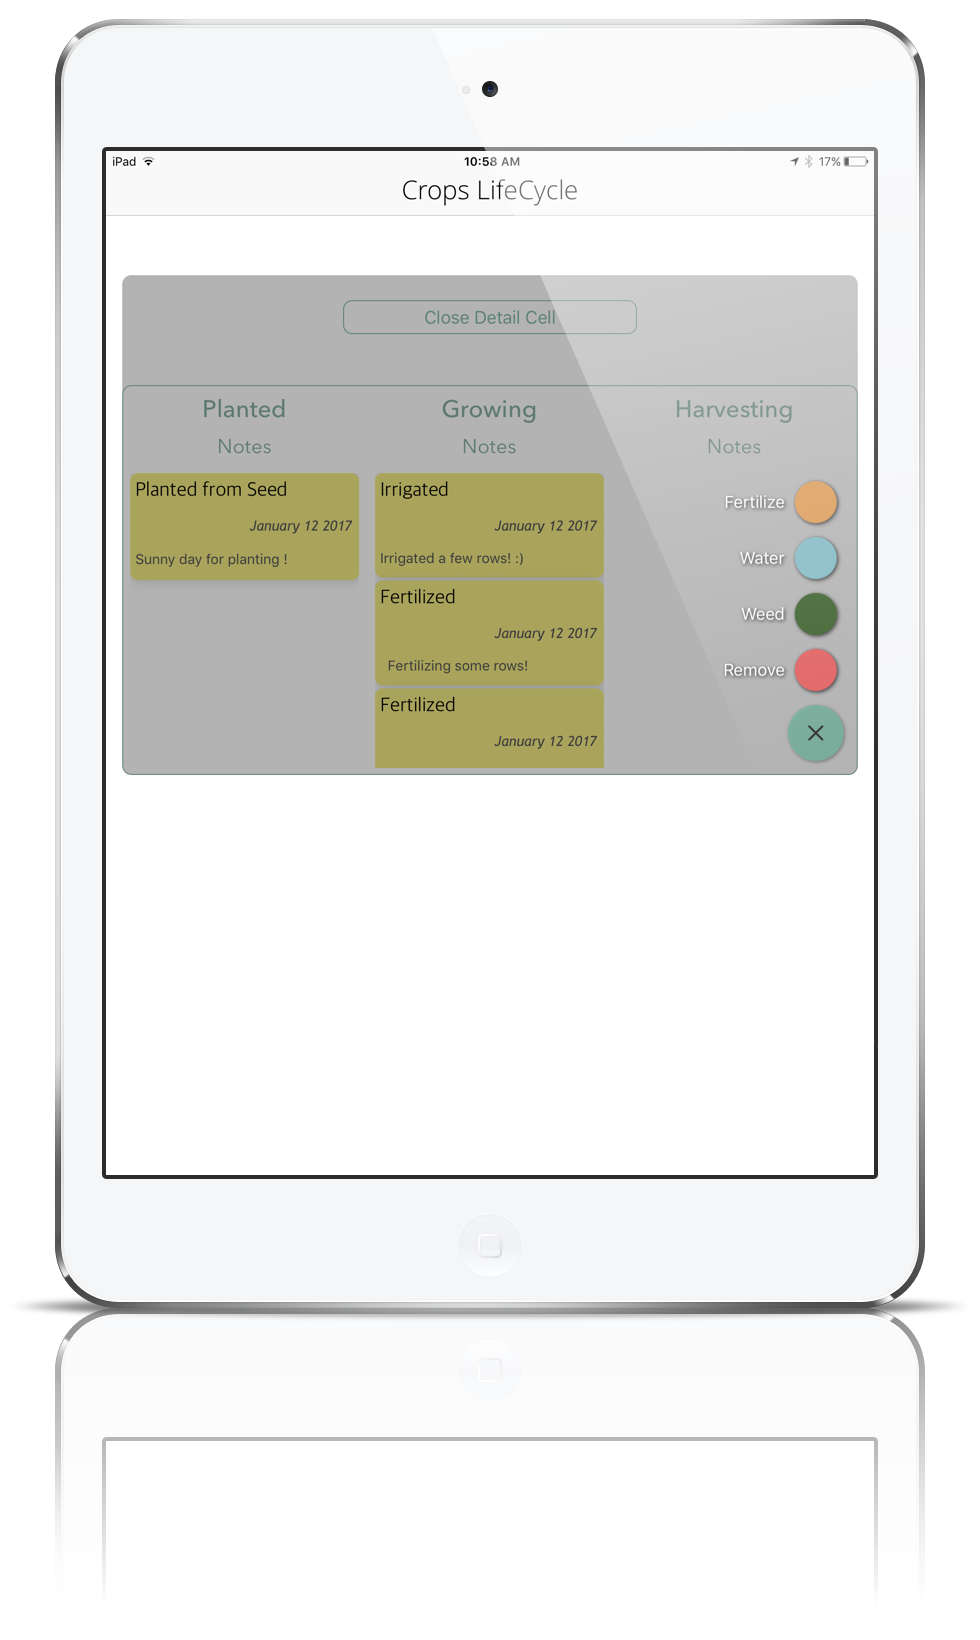 iPad
10:58 AM
17%
Crops LifeCycle
Close Detail Cell
Planted
Notes
Planted from Seed
January 12 2017
Sunny day for planting !
Growing
Notes
Irrigated
January 12 2017
Irrigated a few rows! :)
Fertilized
January 12 2017
Fertilizing some rows!
Fertilized
January 12 2017
Harvesting
Notes
Fertilize
Water
Weed
Remove